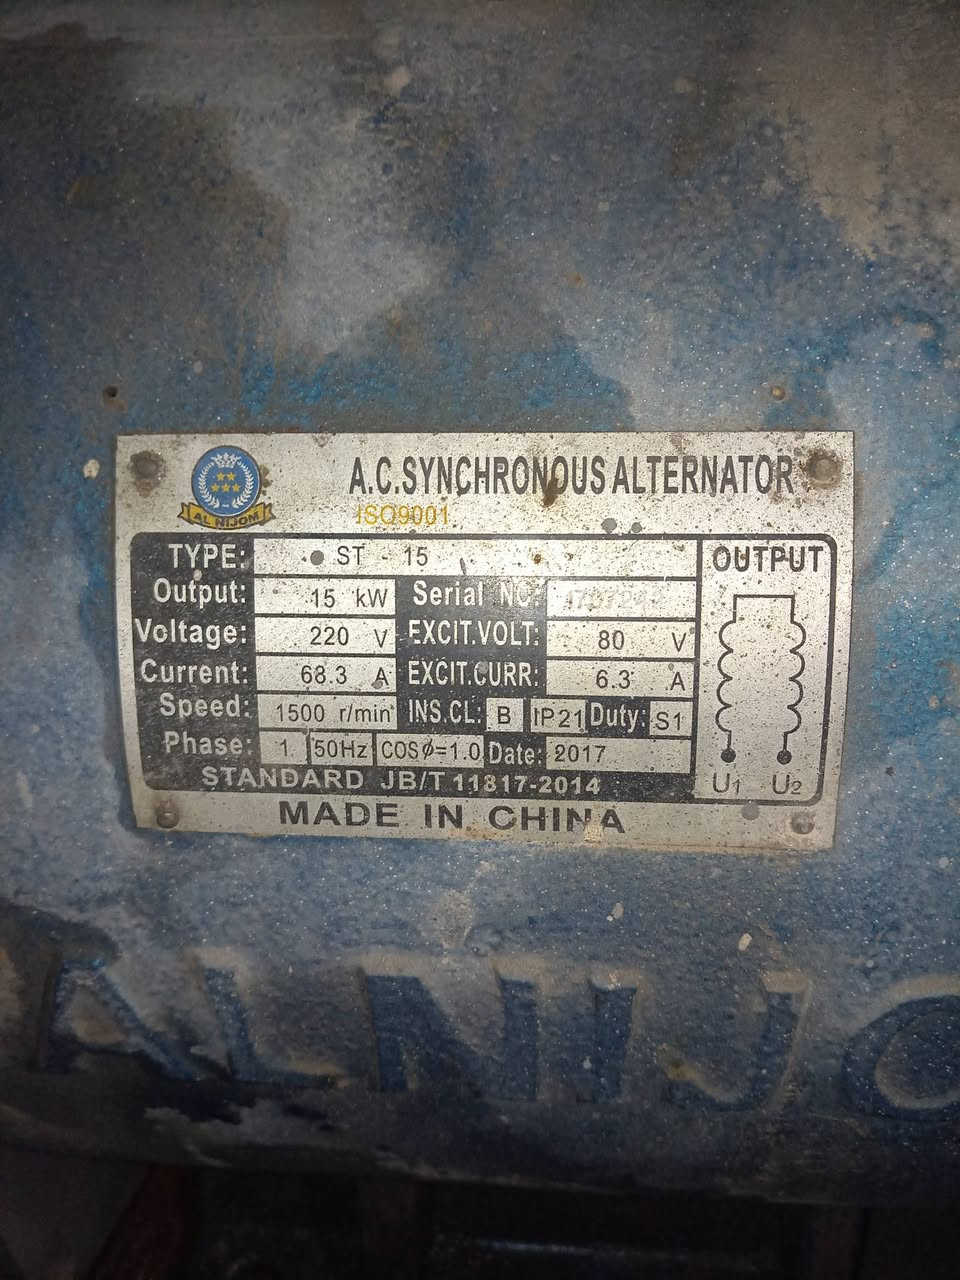 AL NIJOM
A.C.SYNCHRONOUS ALTERNATOR
ISO9001
TYPE: ST - 15
Output: 15 kW Serial NO:
Voltage: 220 V EXCIT.VOLT: 80 V
Current: 68.3 A EXCIT.CURR: 6.3 A
Speed: 1500 r/min INS.CL: B IP21 Duty: S1
Phase: 1 50Hz COSϕ=1.0 Date: 2017
STANDARD JB/T 11817-2014
MADE IN CHINA
OUTPUT
U1 U2
ALNIJO